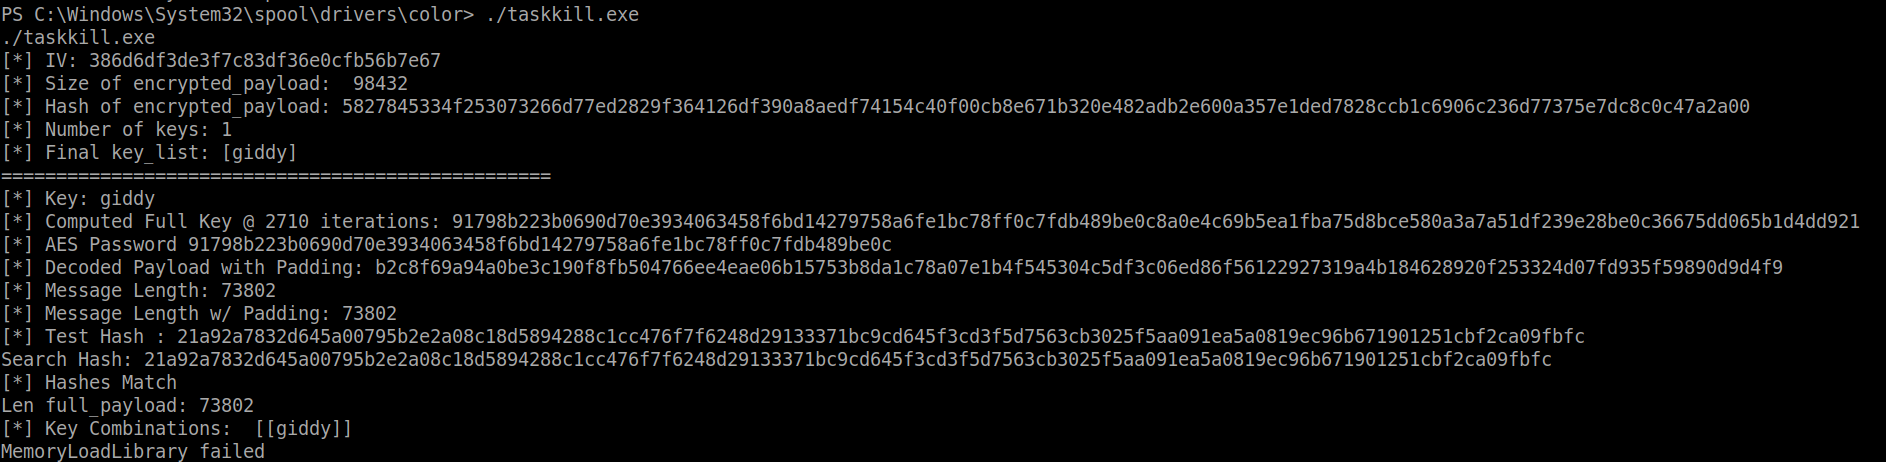 PS C:\Windows\System32\spool\drivers\color> ./taskkill.exe
./taskkill.exe
[*] IV: 386d6df3de3f7c83df36e0cfb56b7e67
[*] Size of encrypted_payload:  98432
[*] Hash of encrypted_payload: 5827845334f253073266d77ed2829f364126df390a8aedf74154c40f00cb8e671b320e482adb2e600a357e1ded7828ccb1c6906c236d77375e7dc8c0c47a2a00
[*] Number of keys: 1
[*] Final key_list: [giddy]
==================================================
[*] Key: giddy
[*] Computed Full Key @ 2710 iterations: 91798b223b0690d70e3934063458f6bd14279758a6fe1bc78ff0c7fdb489be0c8a0e4c69b5ea1fba75d8bce580a3a7a51df239e28be0c36675dd065b1d4dd921
[*] AES Password 91798b223b0690d70e3934063458f6bd14279758a6fe1bc78ff0c7fdb489be0c
[*] Decoded Payload with Padding: b2c8f69a94a0be3c190f8fb504766ee4eae06b15753b8da1c78a07e1b4f545304c5df3c06ed86f56122927319a4b184628920f253324d07fd935f59890d9d4f9
[*] Message Length: 73802
[*] Message Length w/ Padding: 73802
[*] Test Hash : 21a92a7832d645a00795b2e2a08c18d5894288c1cc476f7f6248d29133371bc9cd645f3cd3f5d7563cb3025f5aa091ea5a0819ec96b671901251cbf2ca09fbfc
Search Hash: 21a92a7832d645a00795b2e2a08c18d5894288c1cc476f7f6248d29133371bc9cd645f3cd3f5d7563cb3025f5aa091ea5a0819ec96b671901251cbf2ca09fbfc
[*] Hashes Match
Len full_payload: 73802
[*] Key Combinations:  [[giddy]]
MemoryLoadLibrary failed